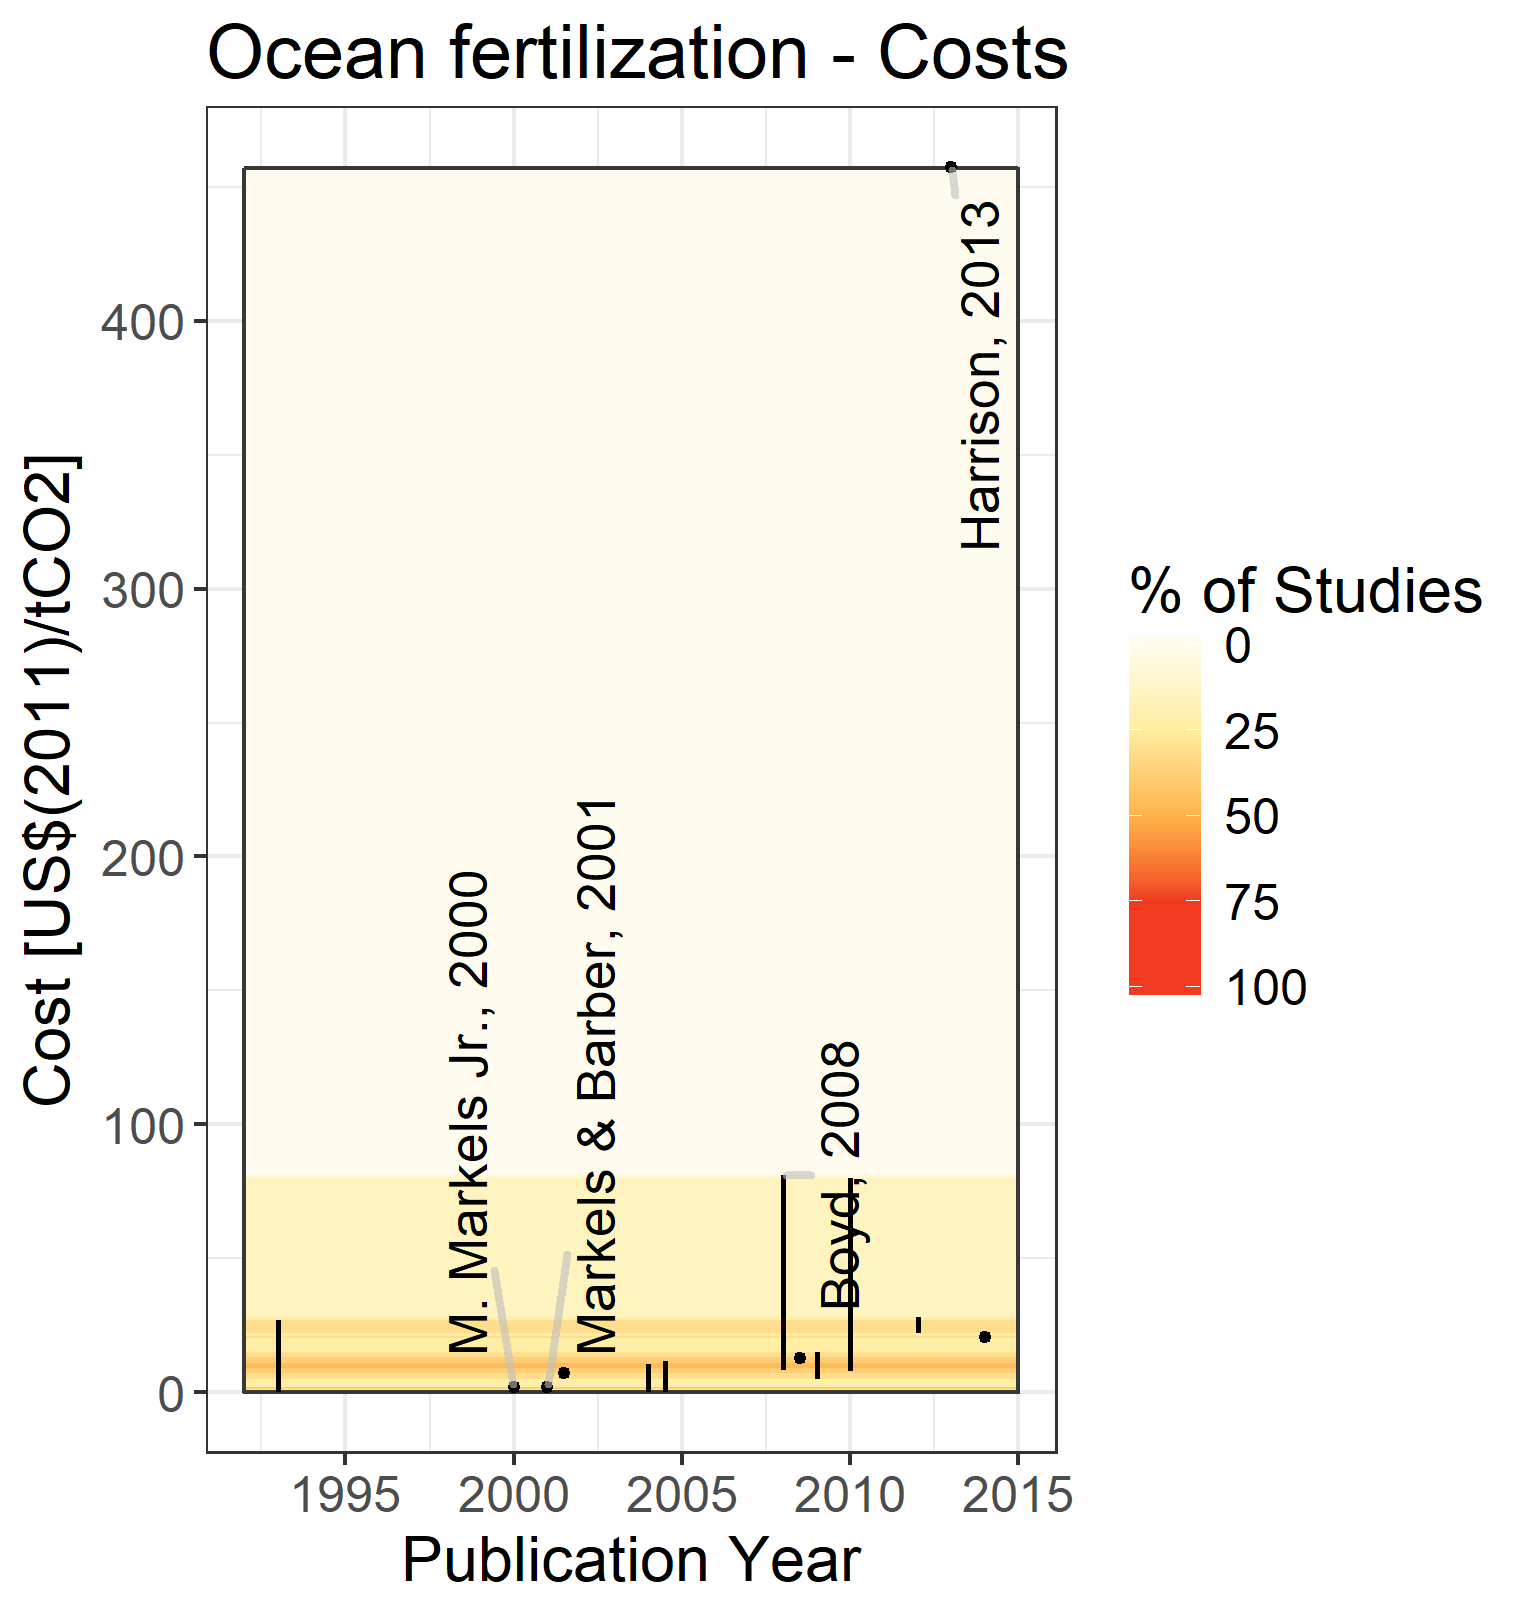 Ocean fertilization - Costs
Cost [US$(2011)/tCO2]
400
300
200
100
0
M. Markels Jr., 2000
Markels & Barber, 2001
Boyd, 2008
Harrison, 2013
1995 2000 2005 2010 2015
Publication Year
% of Studies
0
25
50
75
100